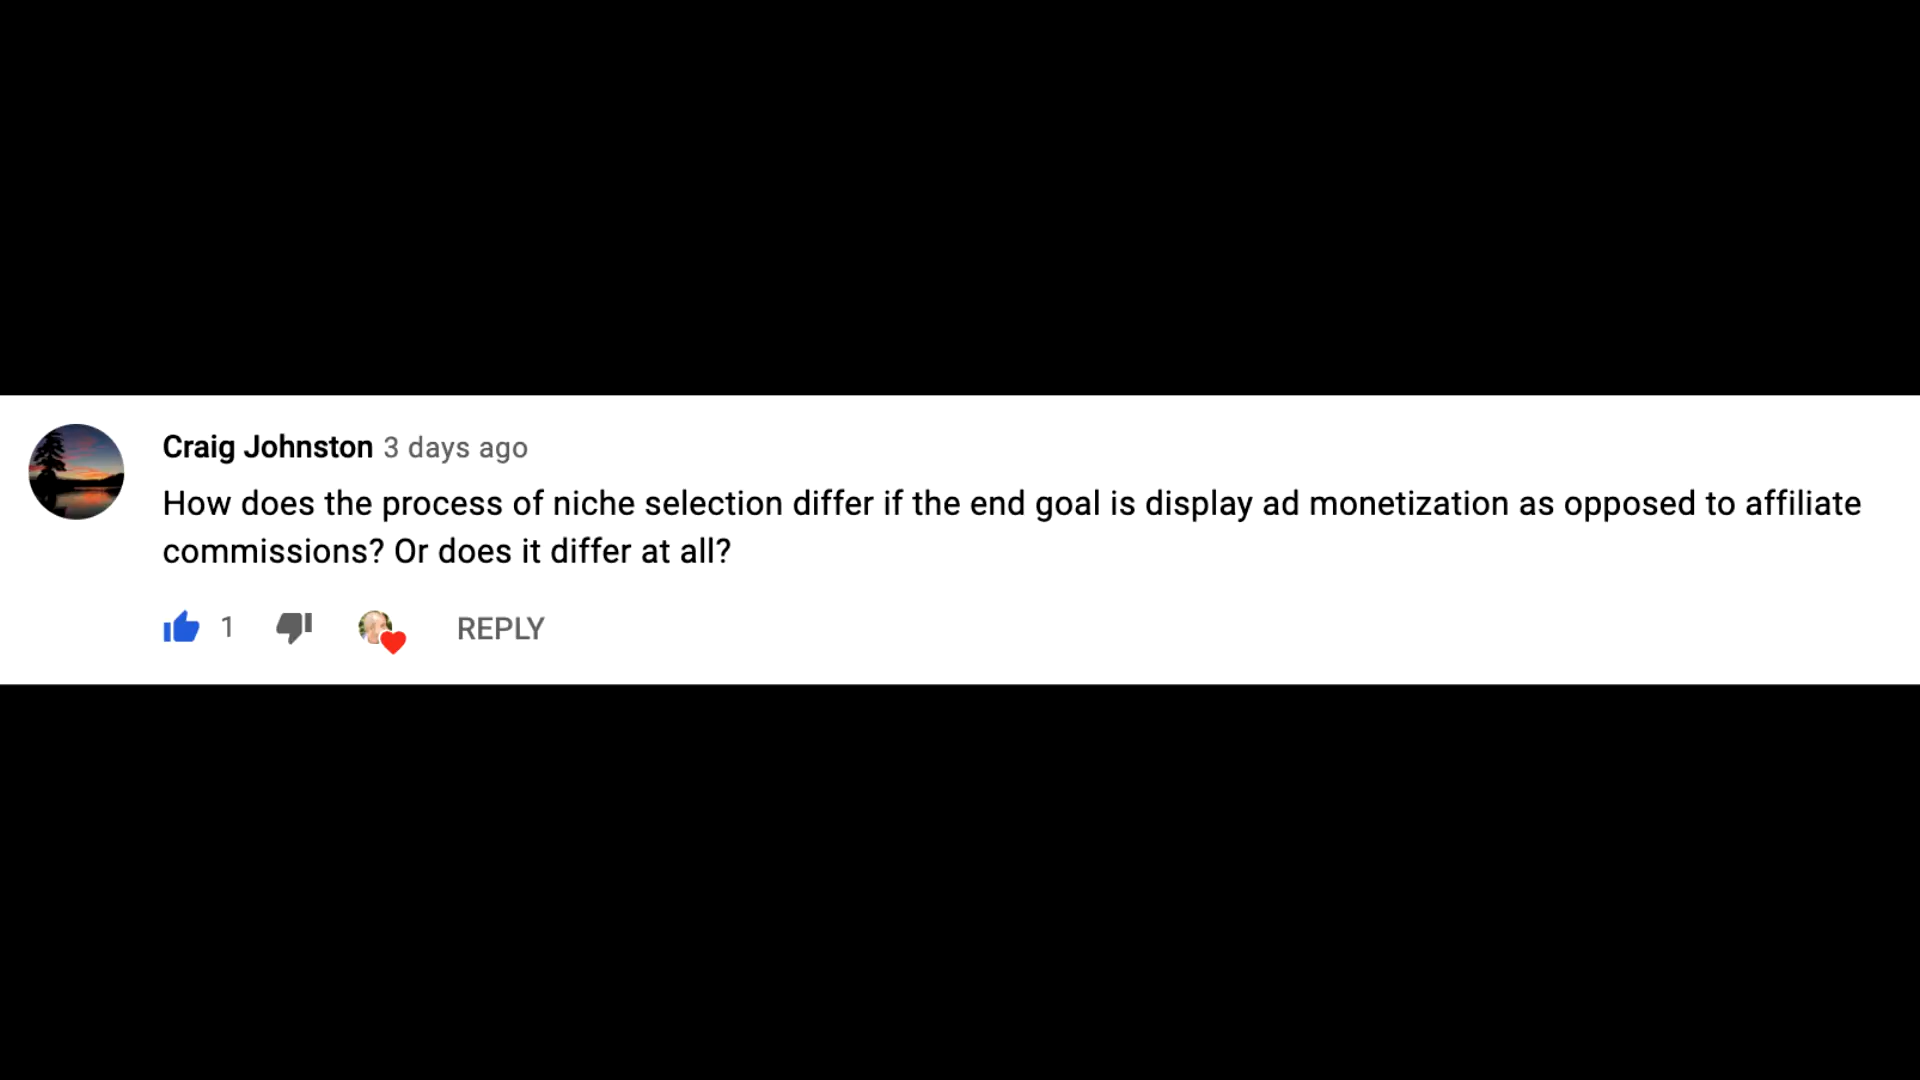 Craig Johnston 3 days ago
How does the process of niche selection differ if the end goal is display ad monetization as opposed to affiliate
commissions? Or does it differ at all?
1 REPLY